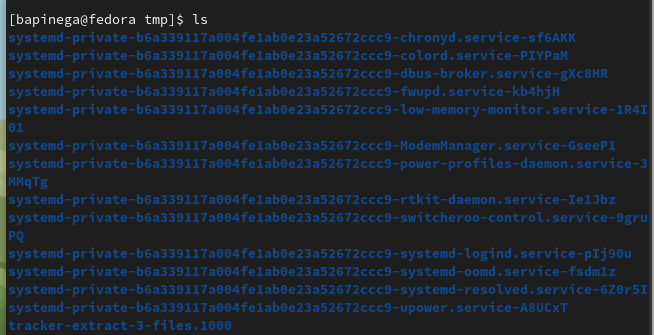 [bapinega@fedora tmp]$ ls
systemd-private-b6a339117a004fe1ab0e23a52672ccc9-chronyd.service-sf6AKK
systemd-private-b6a339117a004fe1ab0e23a52672ccc9-colord.service-PIYPaM
systemd-private-b6a339117a004fe1ab0e23a52672ccc9-dbus-broker.service-gXc8HR
systemd-private-b6a339117a004fe1ab0e23a52672ccc9-fwupd.service-kb4hjH
systemd-private-b6a339117a004fe1ab0e23a52672ccc9-low-memory-monitor.service-1R4I
01
systemd-private-b6a339117a004fe1ab0e23a52672ccc9-ModemManager.service-GseeP1
systemd-private-b6a339117a004fe1ab0e23a52672ccc9-power-profiles-daemon.service-3
MMqTg
systemd-private-b6a339117a004fe1ab0e23a52672ccc9-rtkit-daemon.service-Ie1Jbz
systemd-private-b6a339117a004fe1ab0e23a52672ccc9-switcheroo-control.service-9gru
PQ
systemd-private-b6a339117a004fe1ab0e23a52672ccc9-systemd-logind.service-pIj90u
systemd-private-b6a339117a004fe1ab0e23a52672ccc9-systemd-oomd.service-fsdm1z
systemd-private-b6a339117a004fe1ab0e23a52672ccc9-systemd-resolved.service-6Z0r5I
systemd-private-b6a339117a004fe1ab0e23a52672ccc9-upower.service-A8UCxT
tracker-extract-3-files.1000